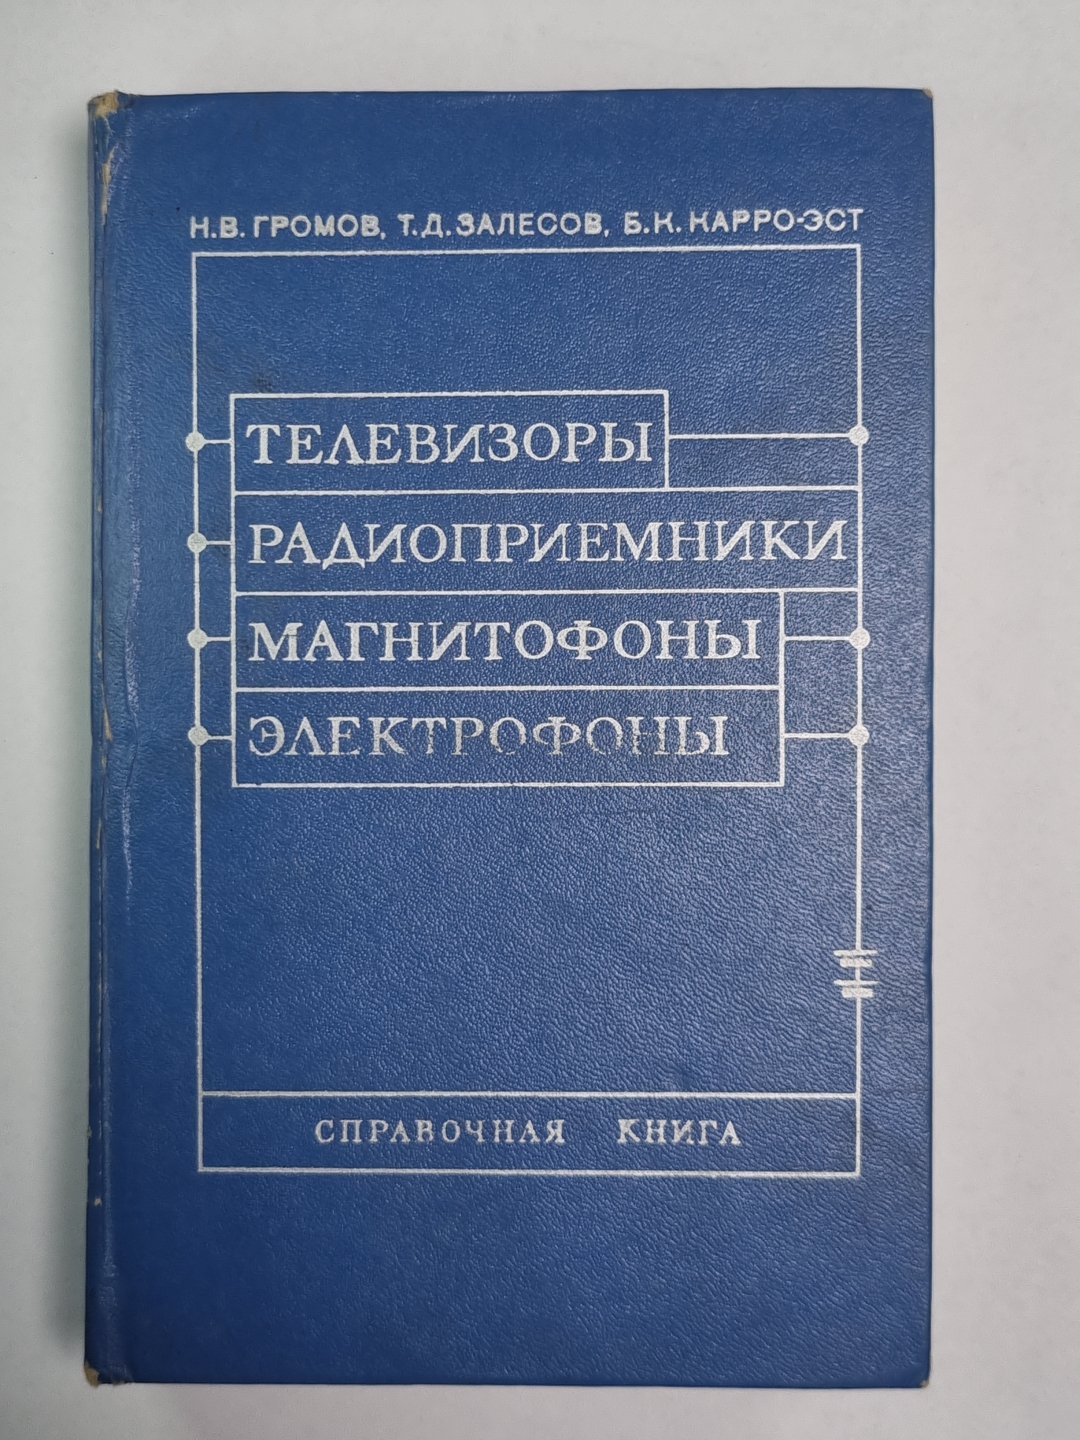 Н.В. ГРОМОВ, Т.Д. ЗАЛЕСОВ, Б.К. КАРРО-ЭСТ
ТЕЛЕВИЗОРЫ
РАДИОПРИЕМНИКИ
МАГНИТОФОНЫ
ЭЛЕКТРОФОНЫ
СПРАВОЧНАЯ КНИГА